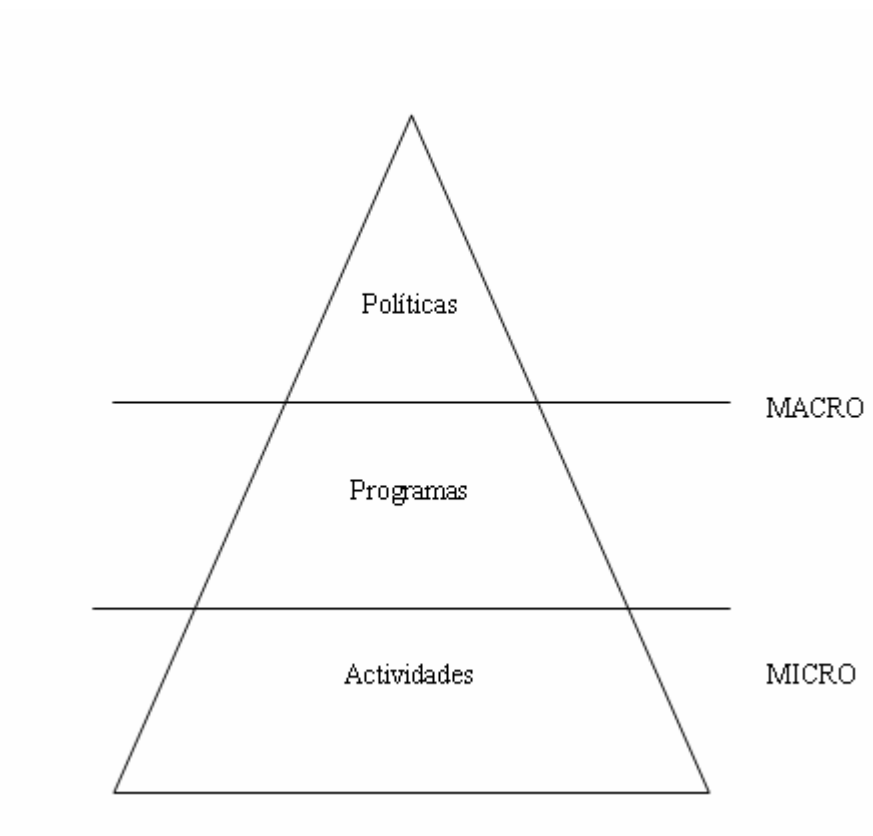 Políticas
MACRO
Programas
Actividades
MICRO